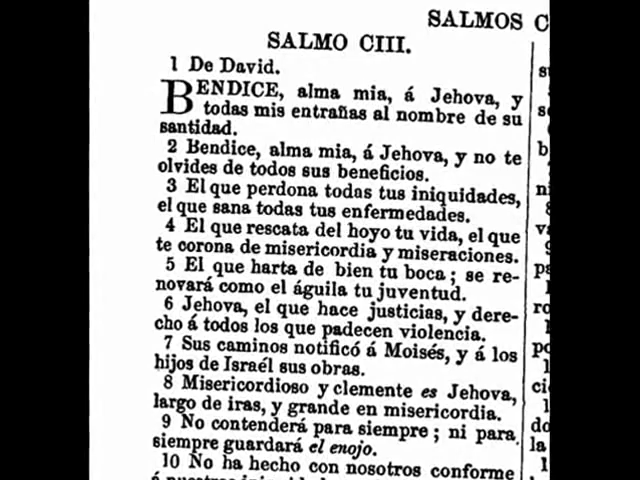 SALMOS C
SALMO CIII.
1 De David.
BENDICE, alma mia, á Jehova, y
todas mis entrañas al nombre de su
santidad.
2 Bendice, alma mia, á Jehova, y no te
olvides de todos sus beneficios.
3 El que perdona todas tus iniquidades,
el que sana todas tus enfermedades.
4 El que rescata del hoyo tu vida, el que
te corona de misericordia y miseraciones.
5 El que harta de bien tu boca; se re-
novará como el águila tu juventud.
6 Jehova, el que hace justicias, y dere-
cho á todos los que padecen violencia.
7 Sus caminos notificó á Moisés, y á los
hijos de Israél sus obras.
8 Misericordioso y clemente es Jehova,
largo de iras, y grande en misericordia.
9 No contenderá para siempre; ni para
siempre guardará el enojo.
10 No ha hecho con nosotros conforme